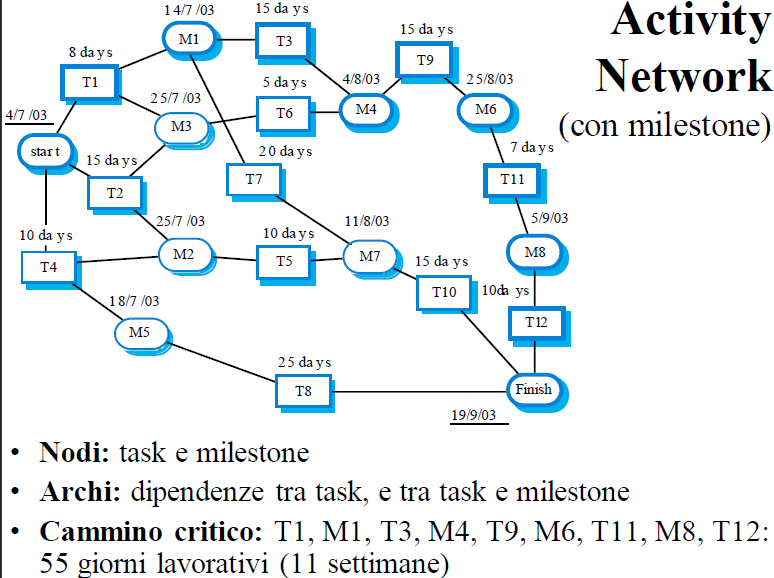 Activity
Network
(con milestone)
14/7 /03
15 days
15 days
M1
T3
8 days
T9
5 days
4/8/03
25/8/03
T1
25/7 /03
M4
M6
4/7 /03
M3
T6
7 days
start
15 days
20 days
T2
T7
T11
25/7 /03
11/8/03
5/9/03
10 days
10 days
M2
T5
M7
15 days
M8
T4
T10
10da ys
18/7 /03
M5
T12
25 days
T8
Finish
19/9/03
• Nodi: task e milestone
• Archi: dipendenze tra task, e tra task e milestone
• Cammino critico: T1, M1, T3, M4, T9, M6, T11, M8, T12:
55 giorni lavorativi (11 settimane)